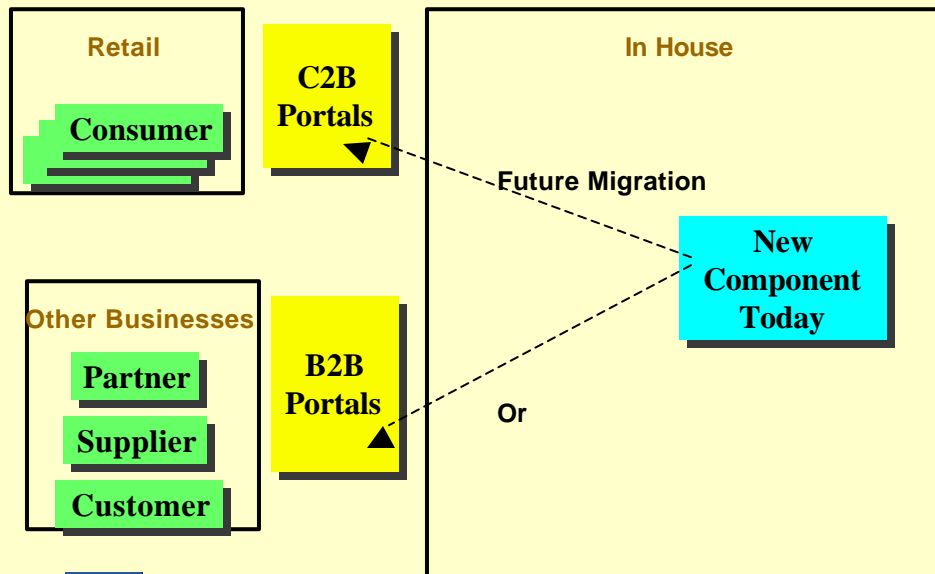 Retail
Consumer
C2B
Portals
In House
Future Migration
New
Component
Today
Other Businesses
Partner
Supplier
Customer
B2B
Portals
Or